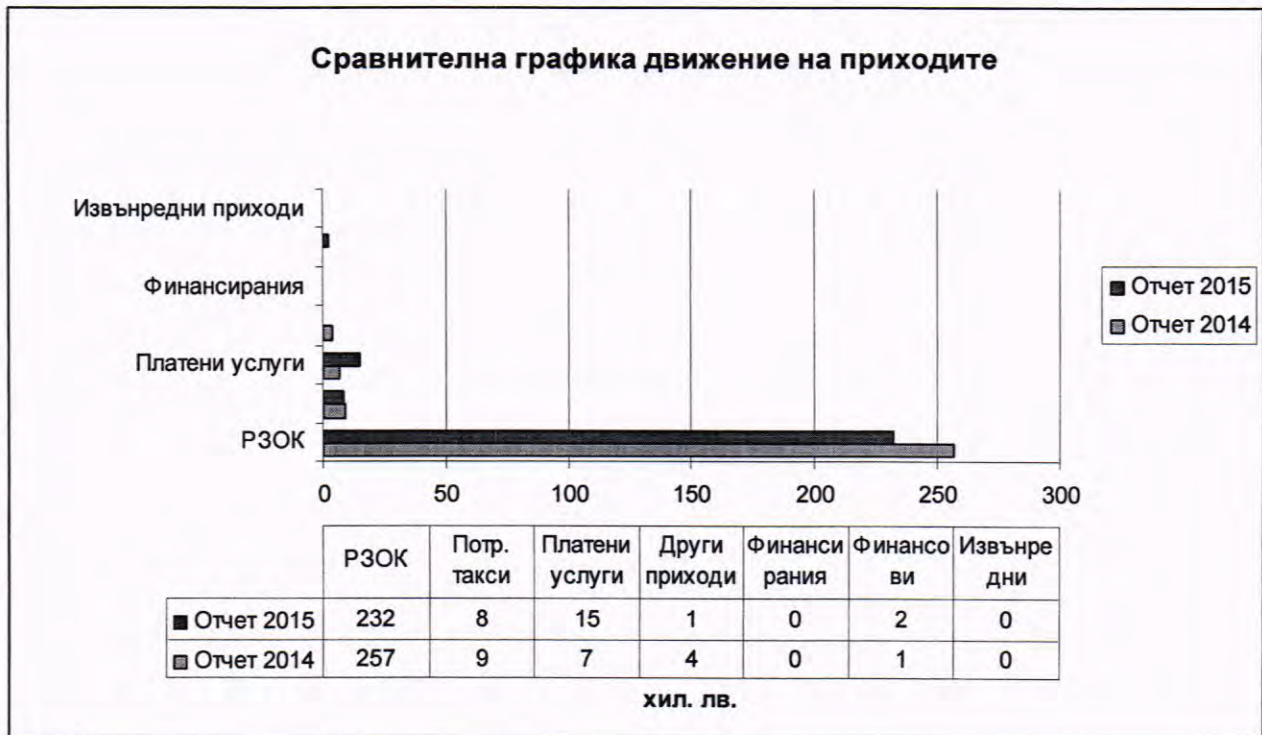 Сравнителна графика движение на приходите
Извънредни приходи
Финансирания
Платени услуги
РЗОК
0 50 100 150 200 250 300
Отчет 2015
Отчет 2014
РЗОК Потр. такси Платени услуги Други приходи Финанси рания Финансо ви Извънре дни
Отчет 2015 232 8 15 1 0 2 0
Отчет 2014 257 9 7 4 0 1 0
хил. лв.